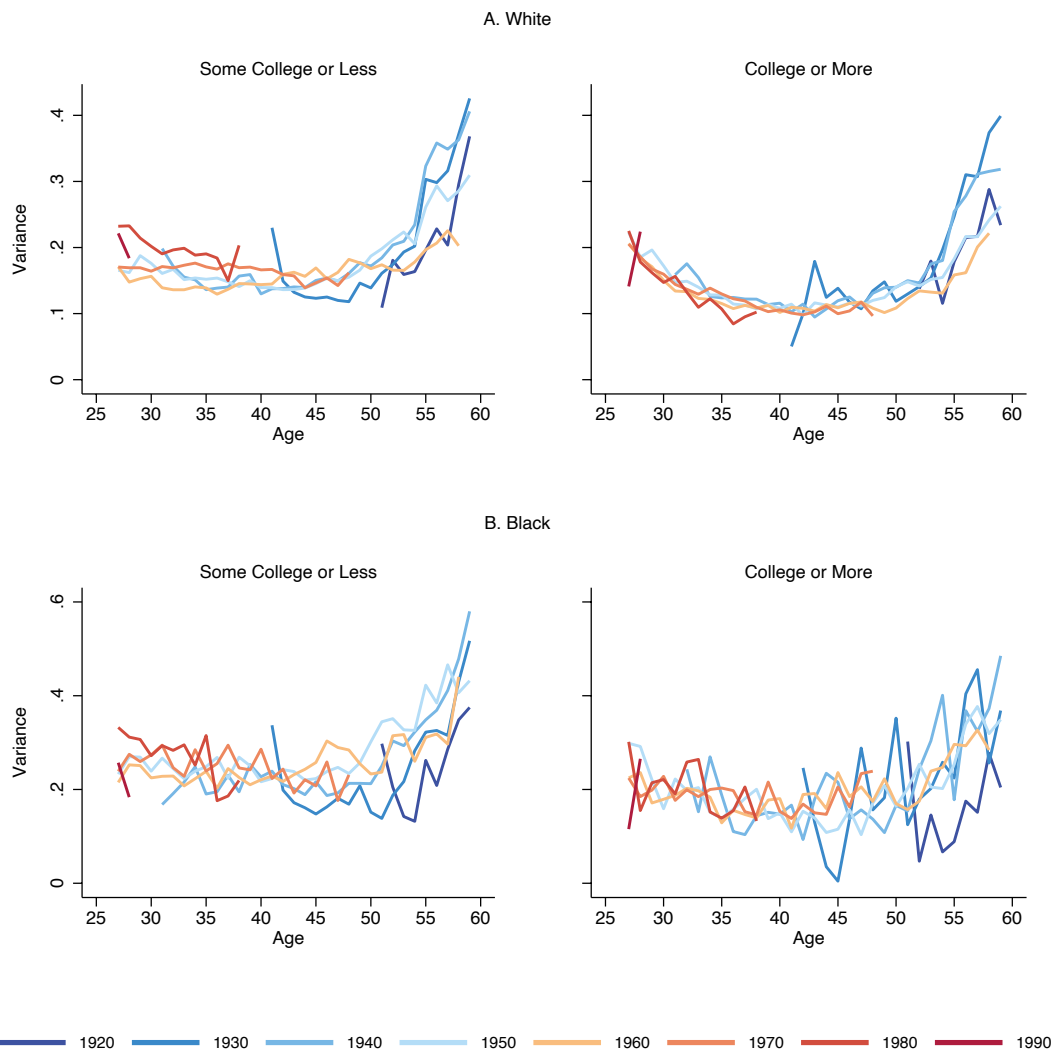 A. White
Some College or Less
College or More
Variance
0
.1
.2
.3
.4
25 30 35 40 45 50 55 60
Age
25 30 35 40 45 50 55 60
Age
B. Black
Some College or Less
College or More
Variance
0
.2
.4
.6
25 30 35 40 45 50 55 60
Age
25 30 35 40 45 50 55 60
Age
1920 1930 1940 1950 1960 1970 1980 1990